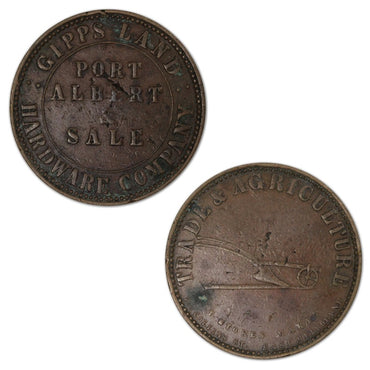 GIPPS LAND
HARDWARE COMPANY
PORT
ALBERT
&
SALE
TRADE & AGRICULTURE